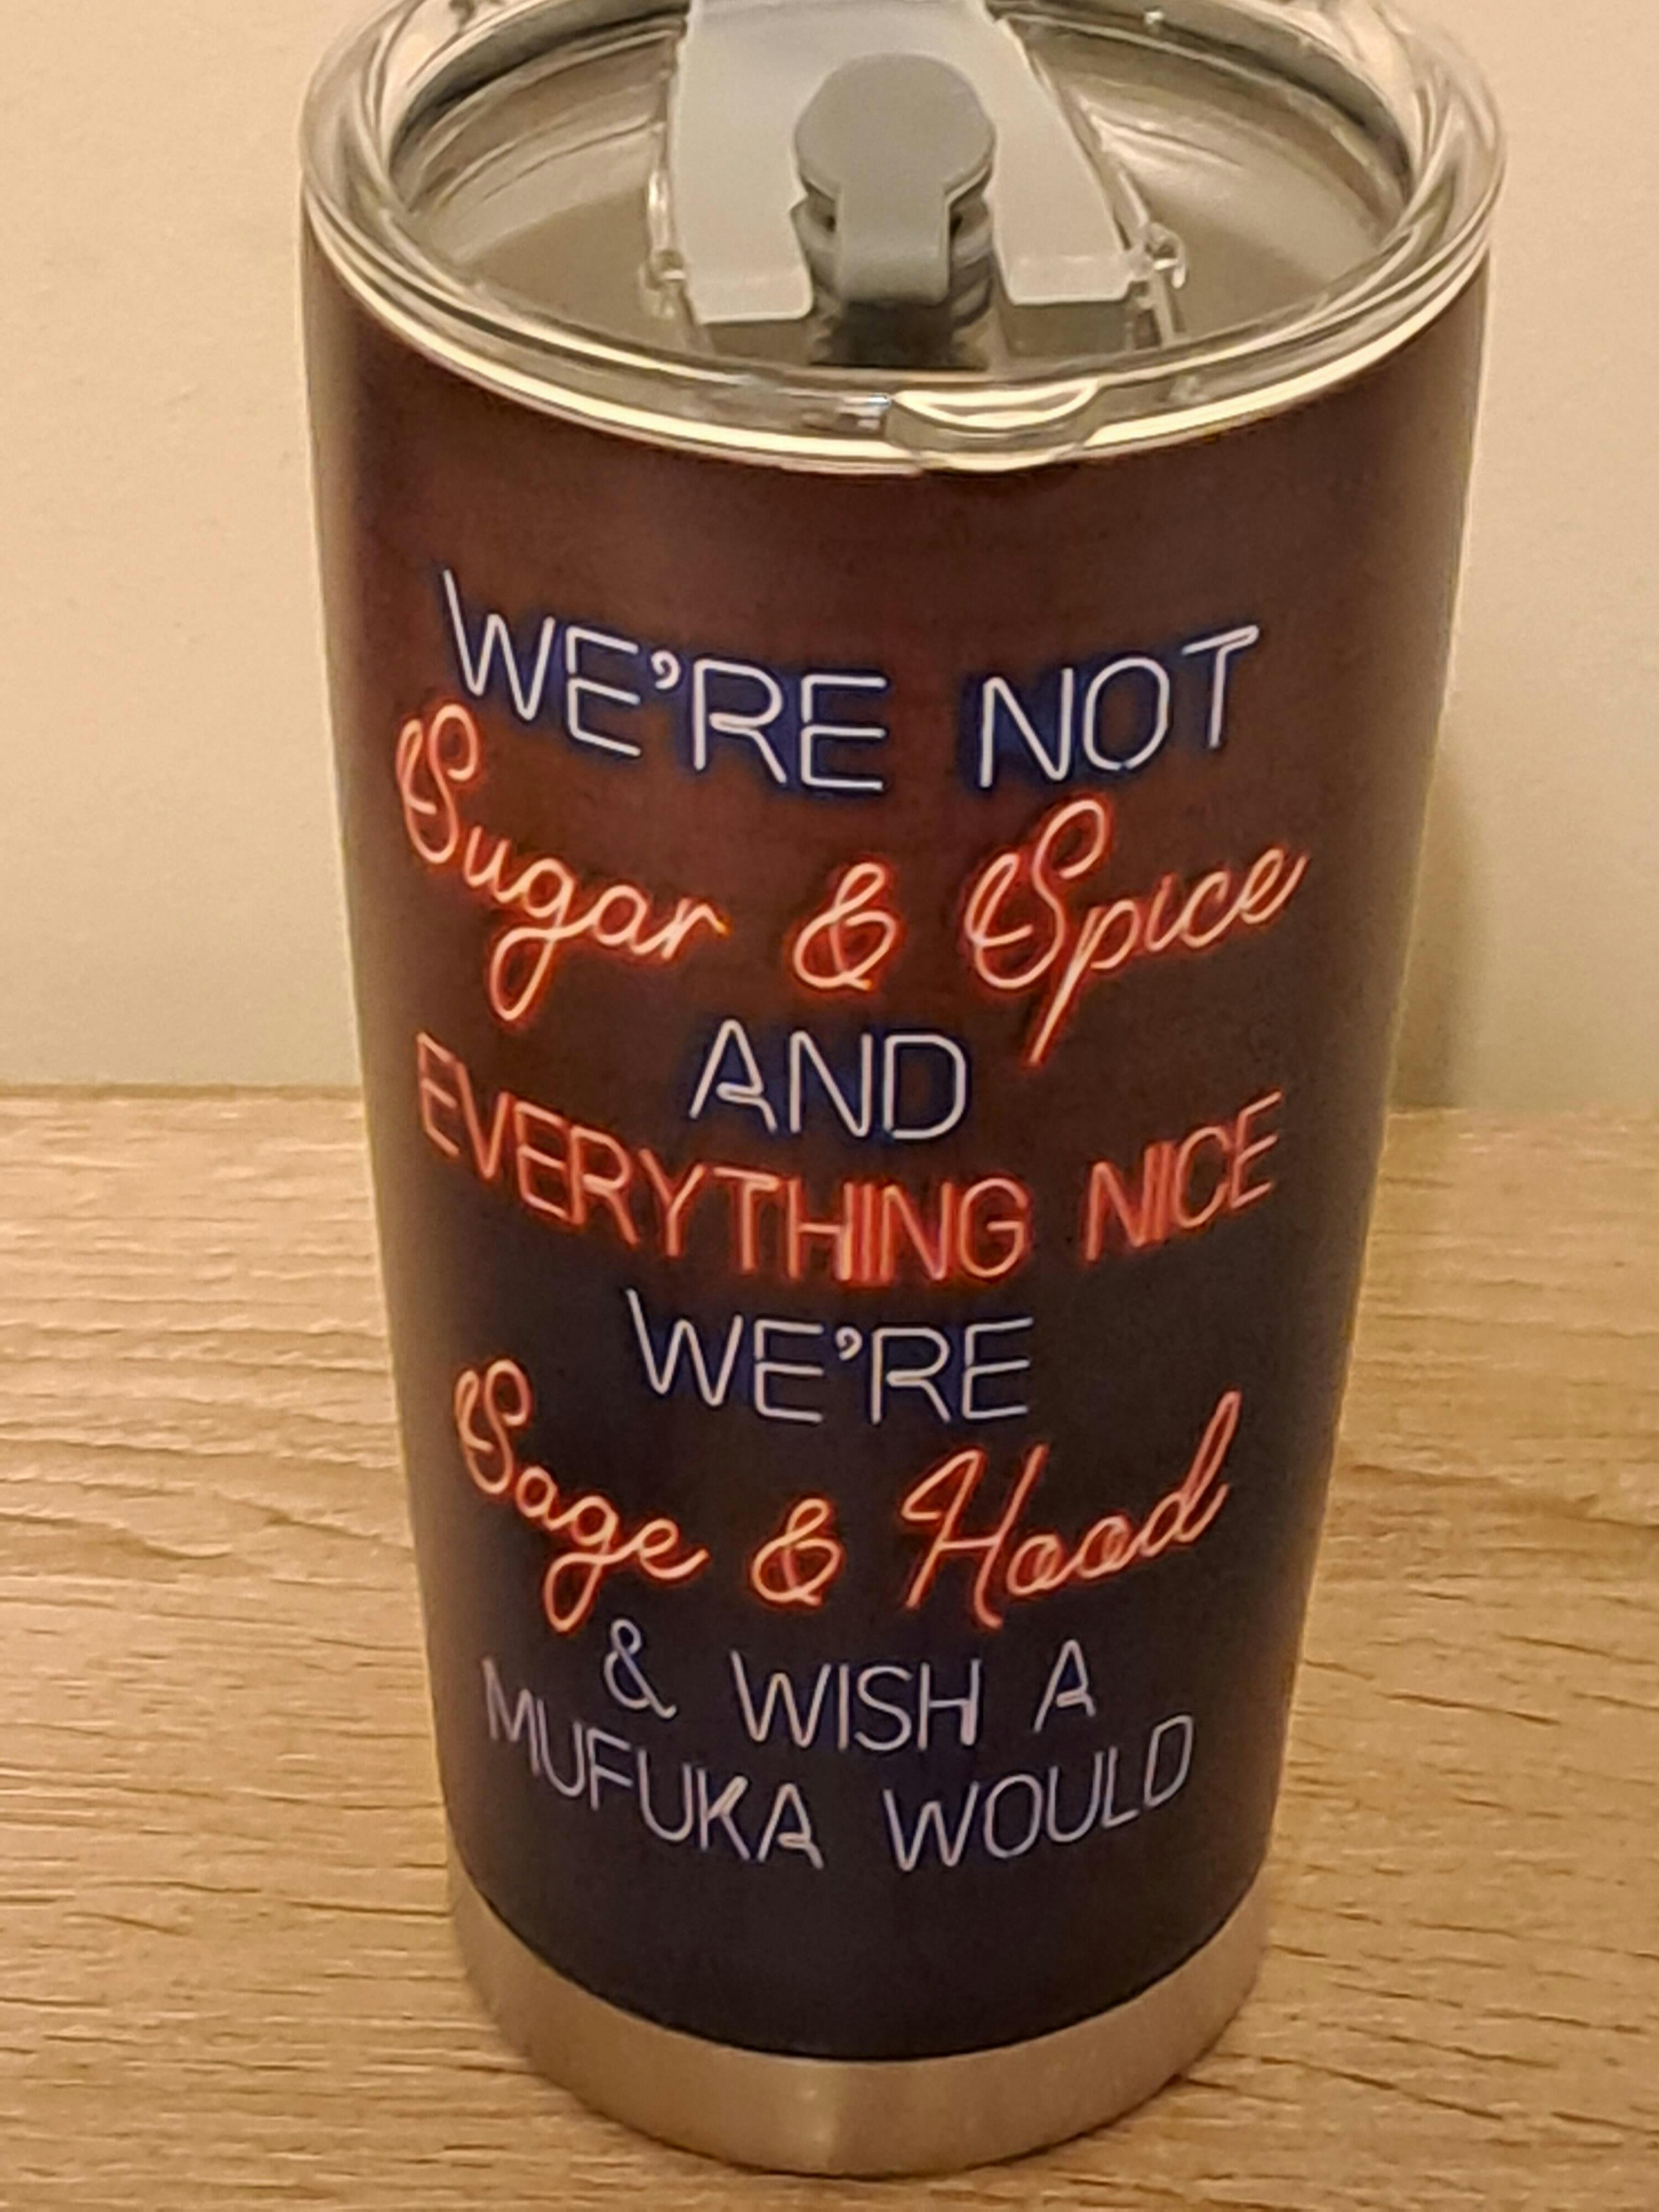 WE'RE NOT
Sugar & Spice
AND
EVERYTHING NICE
WE'RE
Sage & Hood
& WISH A
MUFUKA WOULD